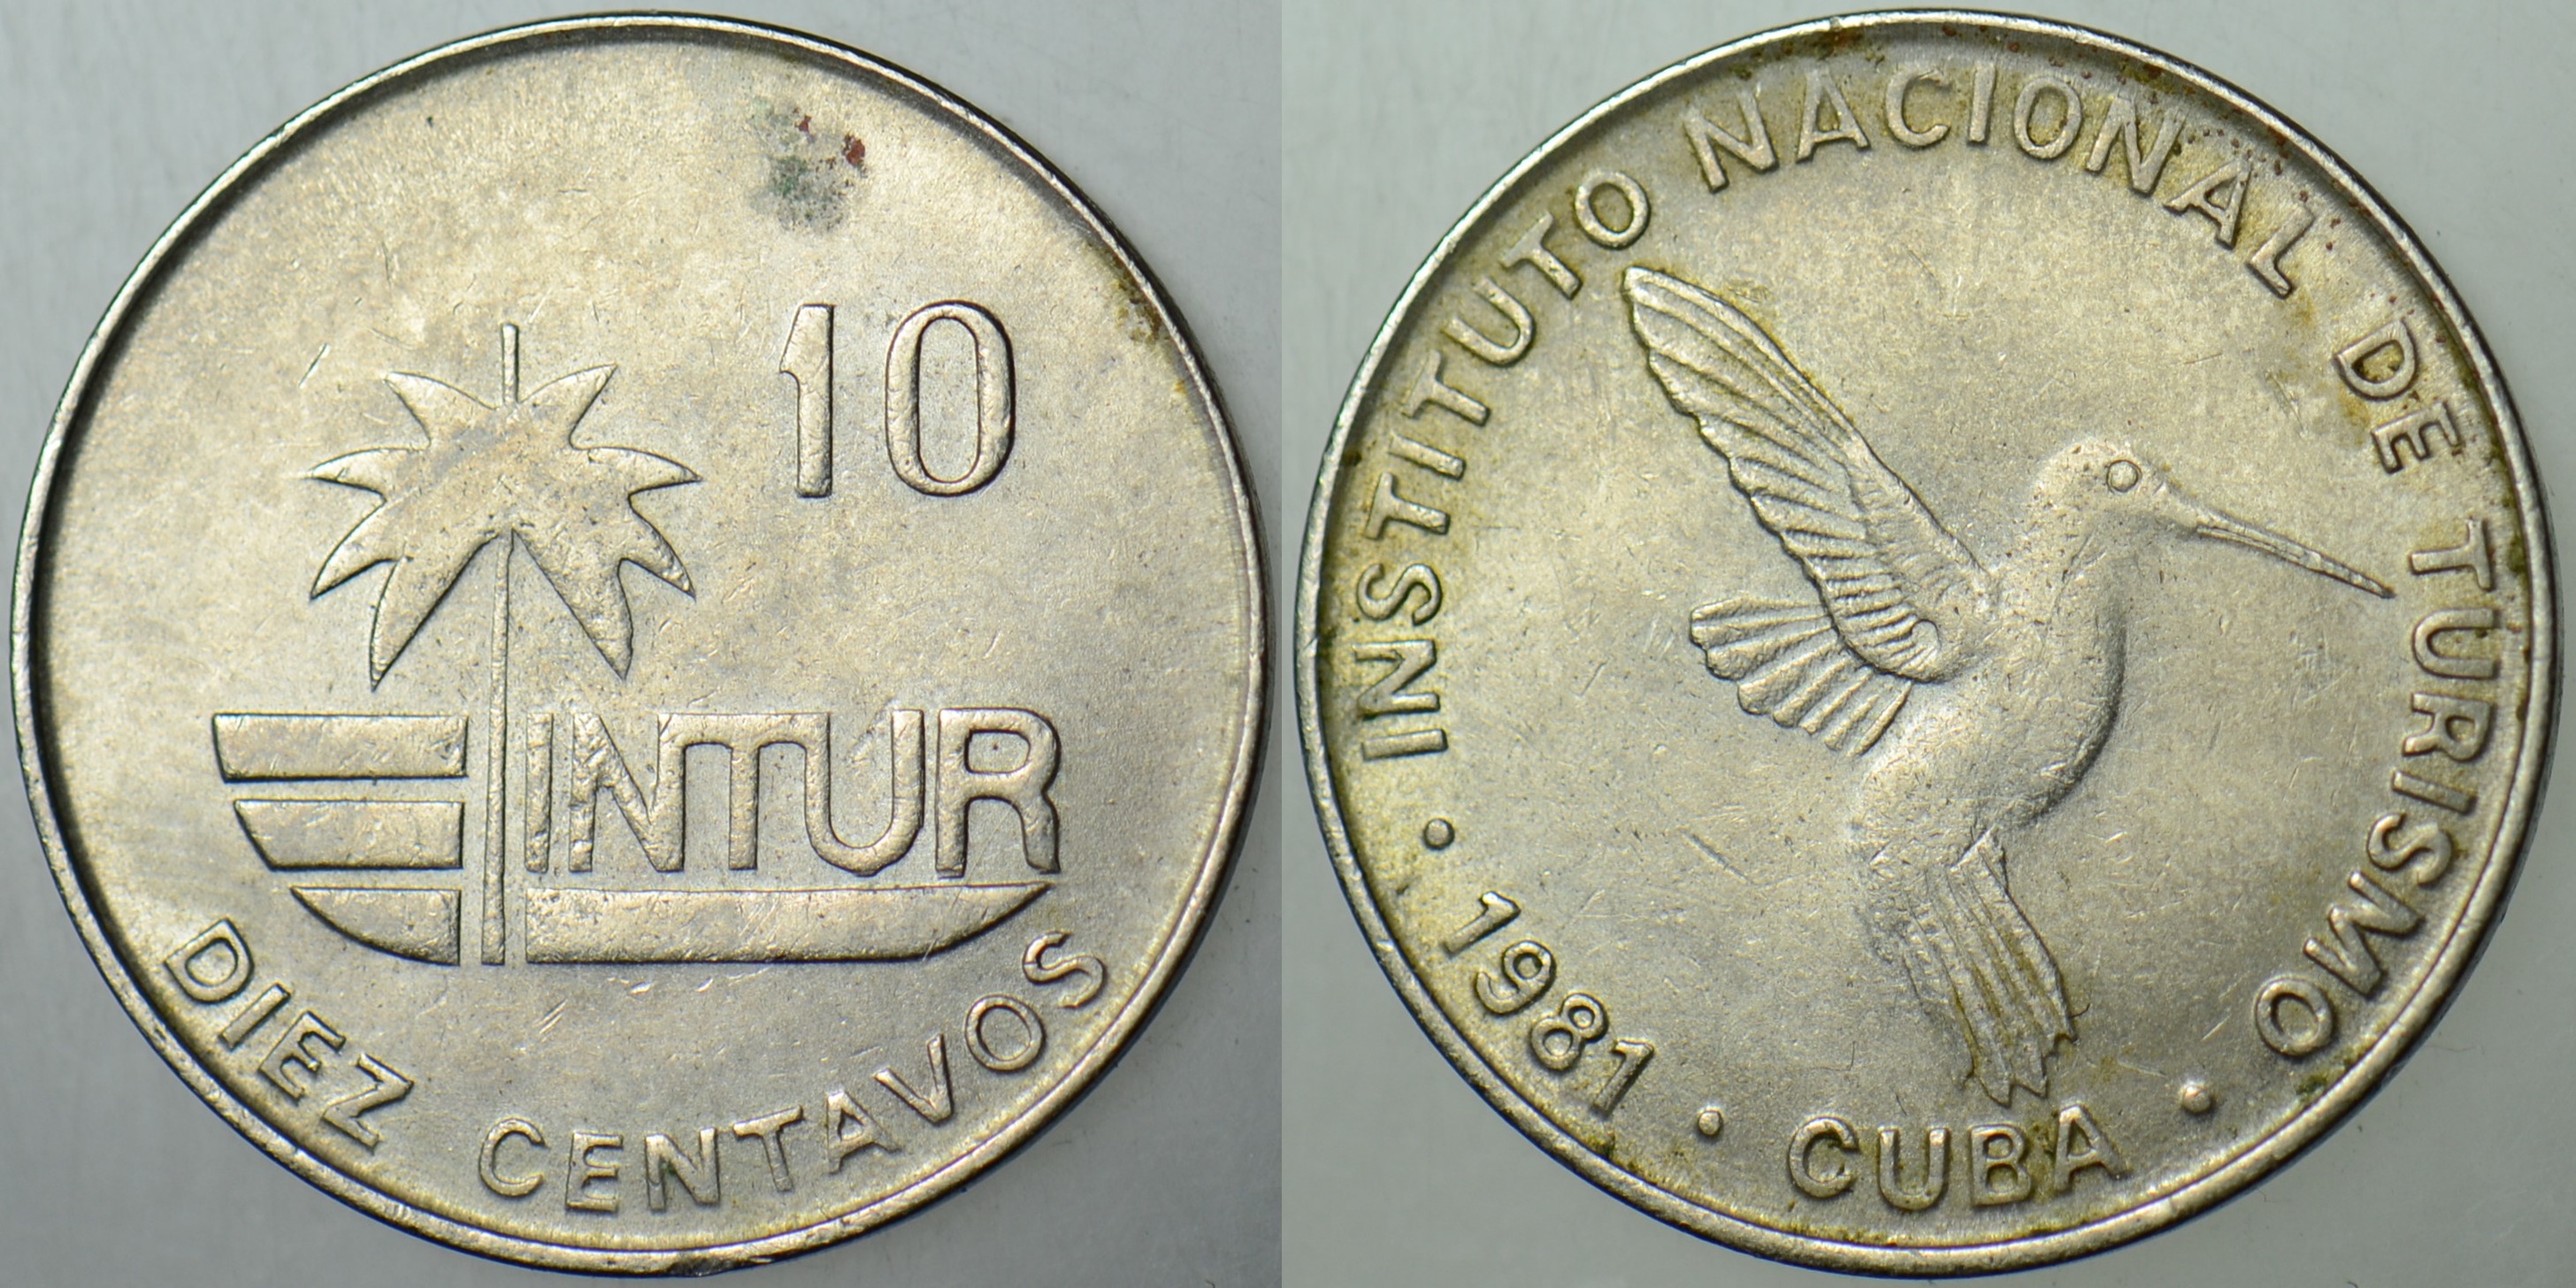 10
INTUR
DIEZ CENTAVOS
INSTITUTO NACIONAL DE TURISMO
• 1981 • CUBA •